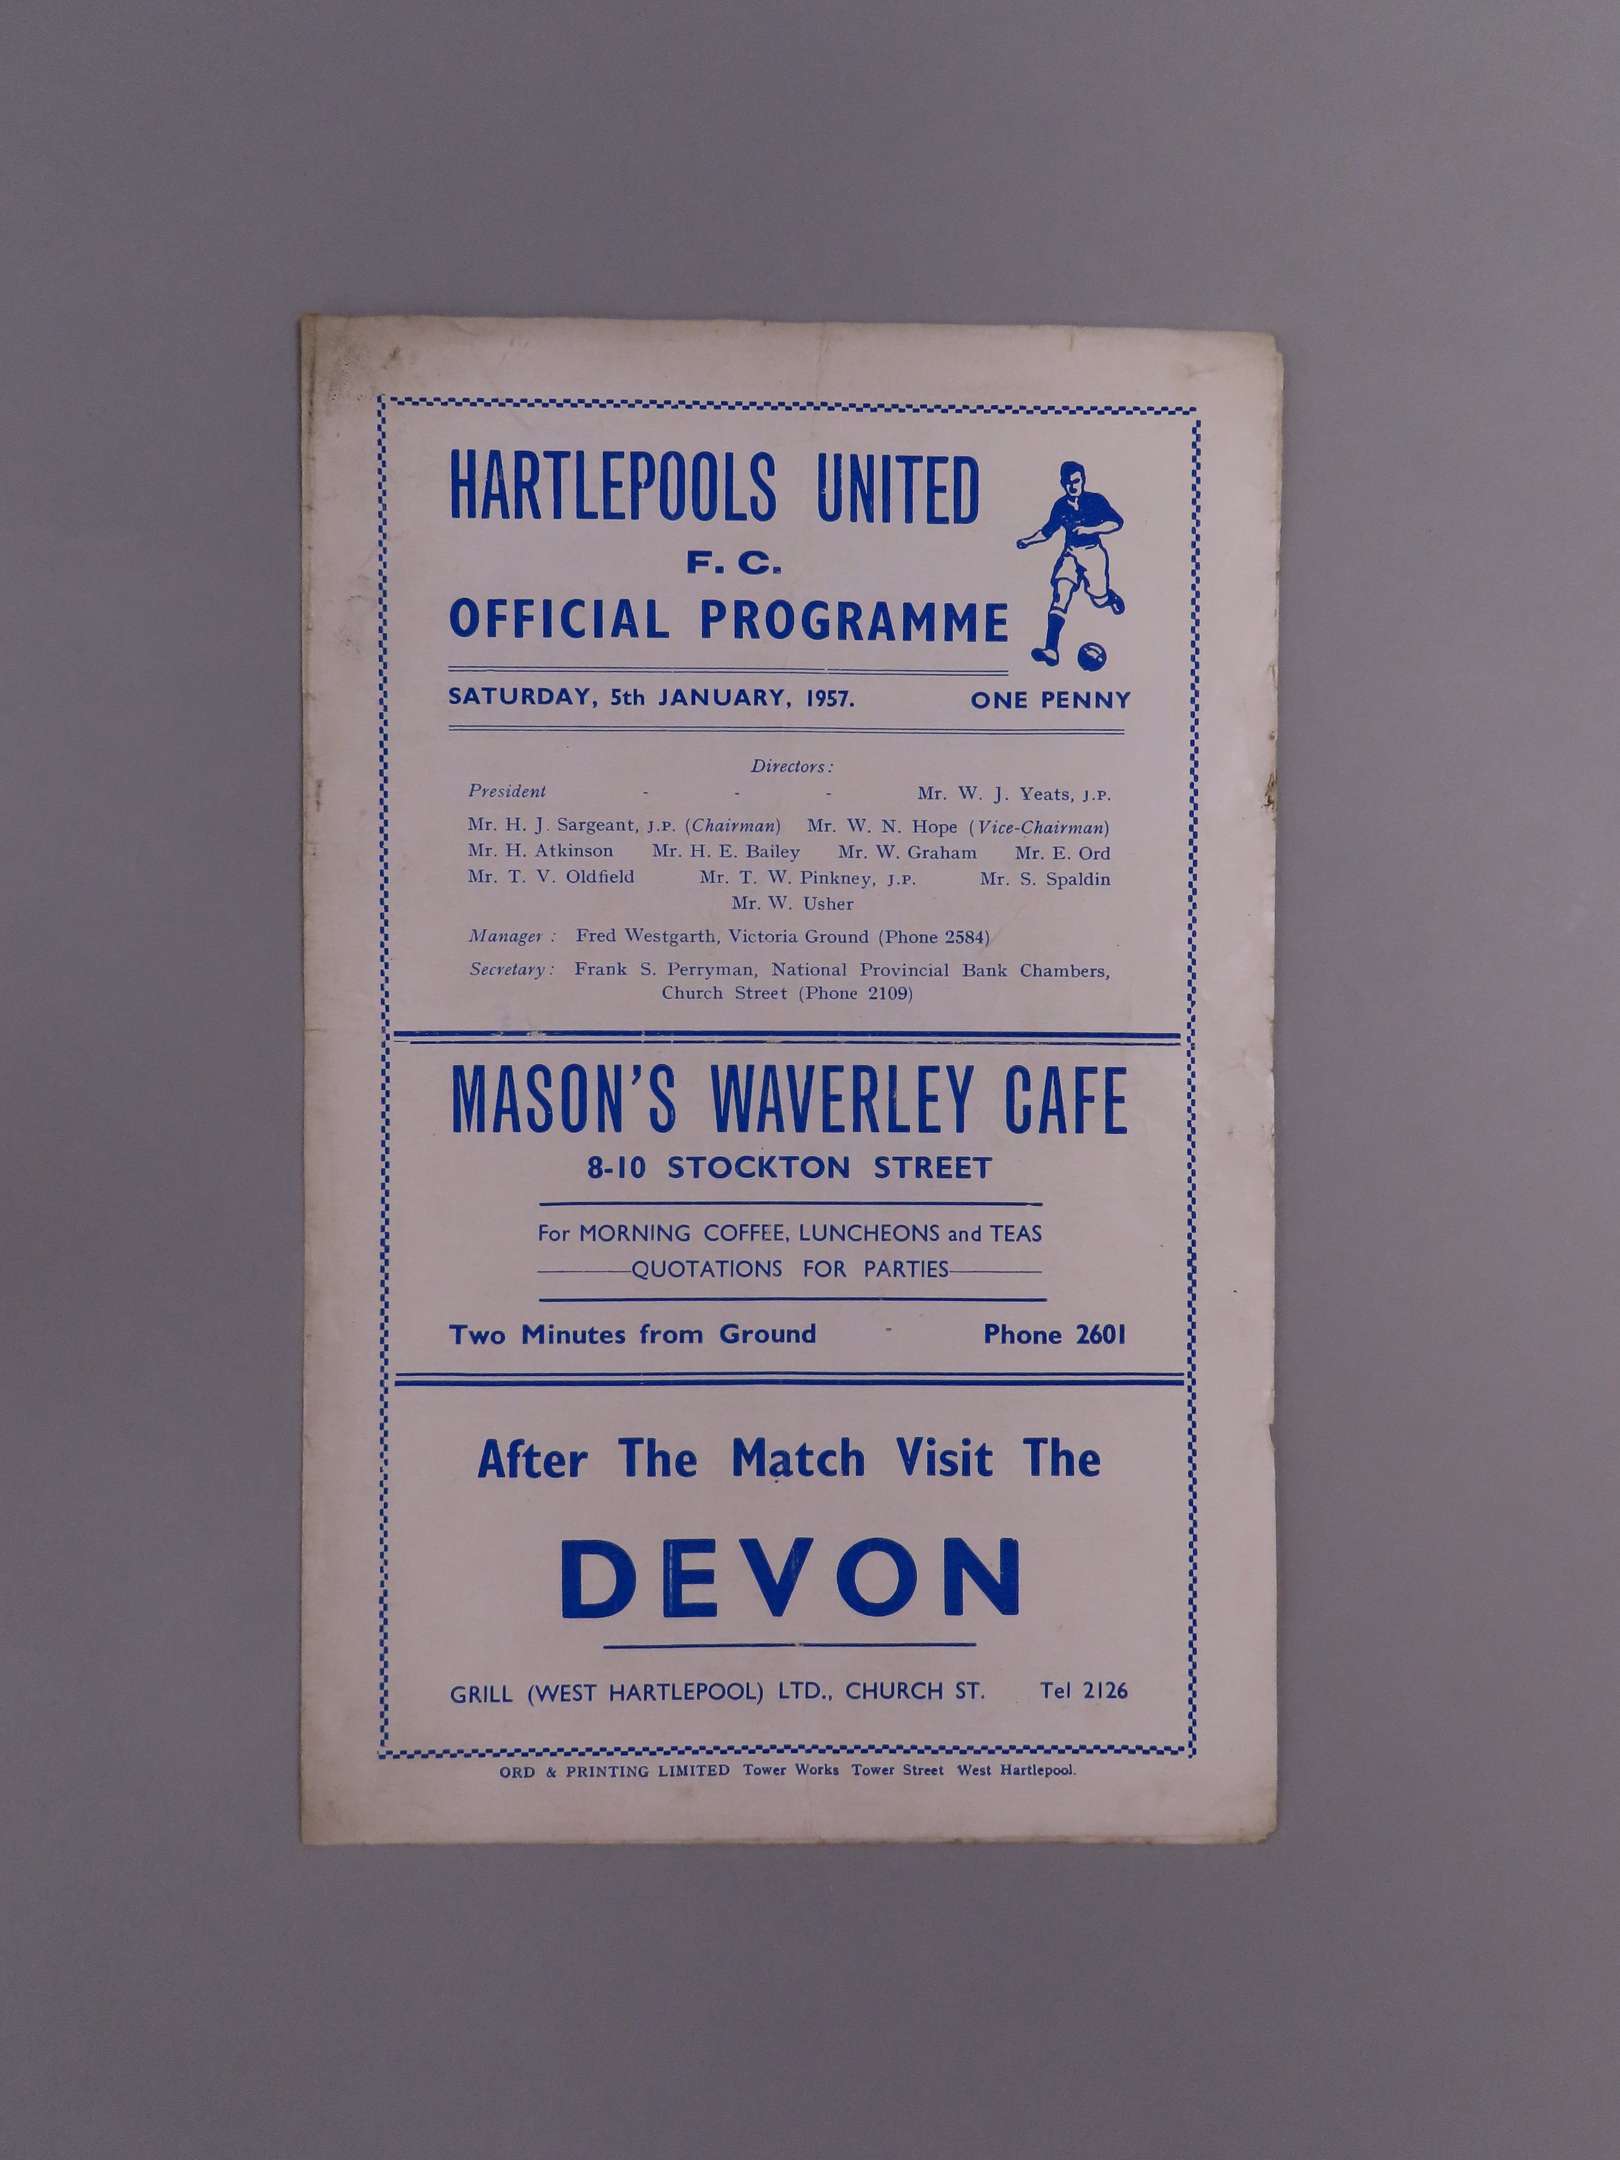 HARTLEPOOLS UNITED
F. C.
OFFICIAL PROGRAMME
SATURDAY, 5th JANUARY, 1957. ONE PENNY
Directors:
President - - - Mr. W. J. Yeats, J.P.
Mr. H. J. Sargeant, J.P. (Chairman) Mr. W. N. Hope (Vice-Chairman)
Mr. H. Atkinson Mr. H. E. Bailey Mr. W. Graham Mr. E. Ord
Mr. T. V. Oldfield Mr. T. W. Pinkney, J.P. Mr. S. Spaldin
Mr. W. Usher
Manager : Fred Westgarth, Victoria Ground (Phone 2584)
Secretary: Frank S. Perryman, National Provincial Bank Chambers,
Church Street (Phone 2109)
MASON'S WAVERLEY CAFE
8-10 STOCKTON STREET
For MORNING COFFEE, LUNCHEONS and TEAS
QUOTATIONS FOR PARTIES
Two Minutes from Ground - Phone 2601
After The Match Visit The
DEVON
GRILL (WEST HARTLEPOOL) LTD., CHURCH ST. Tel 2126
ORD & PRINTING LIMITED Tower Works Tower Street West Hartlepool.